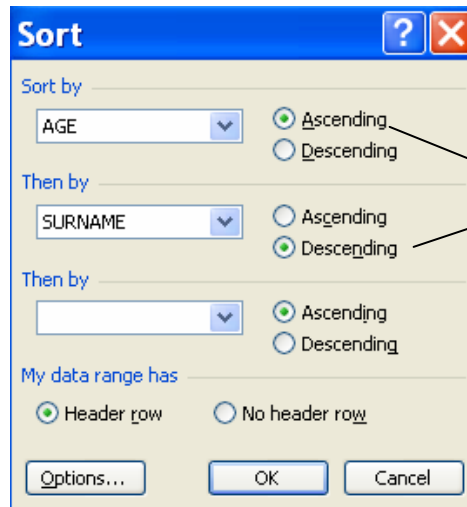 Sort ?
Sort by
AGE Ascending
Descending
Then by
SURNAME Ascending
Descending
Then by
Ascending
Descending
My data range has
Header row No header row
Options... OK Cancel